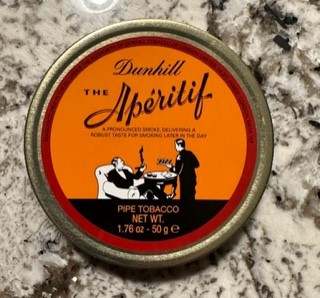 Dunhill
THE Apéritif
A PRONOUNCED SMOKE, DELIVERING A
ROBUST TASTE FOR SMOKING LATER IN THE DAY
PIPE TOBACCO
NET WT.
1.76 oz - 50 g e